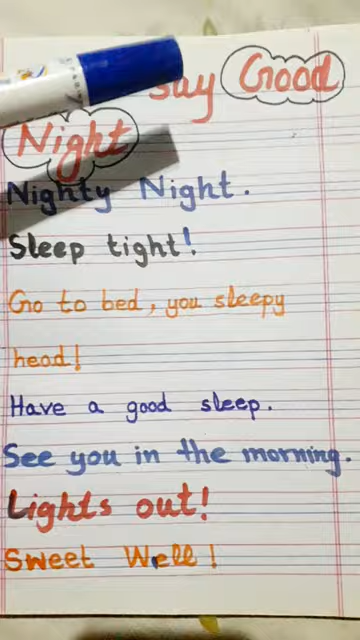 say Good
Night
Nighty Night.
Sleep tight!
Go to bed, you sleepy
head!
Have a good sleep.
See you in the morning.
Lights out!
Sweet Well!